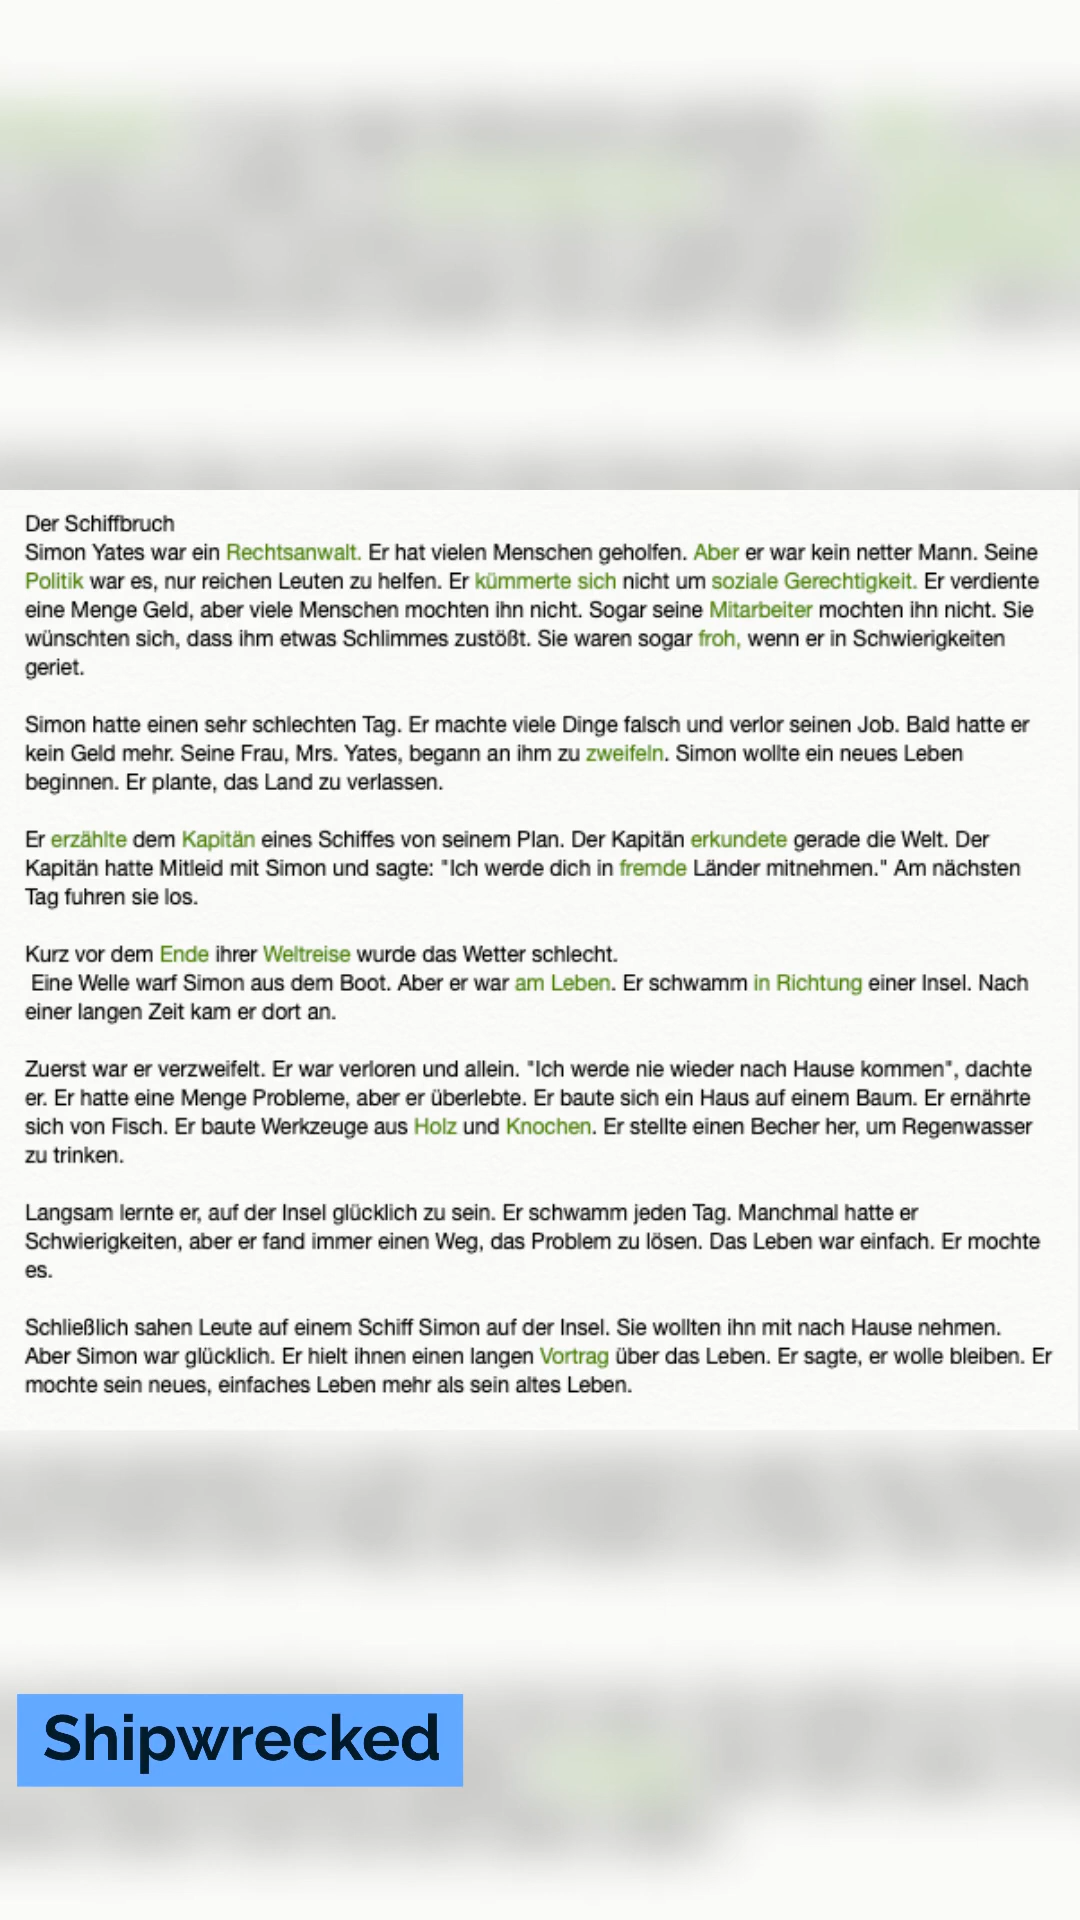 Der Schiffbruch
Simon Yates war ein Rechtsanwalt. Er hat vielen Menschen geholfen. Aber er war kein netter Mann. Seine
Politik war es, nur reichen Leuten zu helfen. Er kümmerte sich nicht um soziale Gerechtigkeit. Er verdiente
eine Menge Geld, aber viele Menschen mochten ihn nicht. Sogar seine Mitarbeiter mochten ihn nicht. Sie
wünschten sich, dass ihm etwas Schlimmes zustößt. Sie waren sogar froh, wenn er in Schwierigkeiten
geriet.
Simon hatte einen sehr schlechten Tag. Er machte viele Dinge falsch und verlor seinen Job. Bald hatte er
kein Geld mehr. Seine Frau, Mrs. Yates, begann an ihm zu zweifeln. Simon wollte ein neues Leben
beginnen. Er plante, das Land zu verlassen.
Er erzählte dem Kapitän eines Schiffes von seinem Plan. Der Kapitän erkundete gerade die Welt. Der
Kapitän hatte Mitleid mit Simon und sagte: "Ich werde dich in fremde Länder mitnehmen." Am nächsten
Tag fuhren sie los.
Kurz vor dem Ende ihrer Weltreise wurde das Wetter schlecht.
Eine Welle warf Simon aus dem Boot. Aber er war am Leben. Er schwamm in Richtung einer Insel. Nach
einer langen Zeit kam er dort an.
Zuerst war er verzweifelt. Er war verloren und allein. "Ich werde nie wieder nach Hause kommen", dachte
er. Er hatte eine Menge Probleme, aber er überlebte. Er baute sich ein Haus auf einem Baum. Er ernährte
sich von Fisch. Er baute Werkzeuge aus Holz und Knochen. Er stellte einen Becher her, um Regenwasser
zu trinken.
Langsam lernte er, auf der Insel glücklich zu sein. Er schwamm jeden Tag. Manchmal hatte er
Schwierigkeiten, aber er fand immer einen Weg, das Problem zu lösen. Das Leben war einfach. Er mochte
es.
Schließlich sahen Leute auf einem Schiff Simon auf der Insel. Sie wollten ihn mit nach Hause nehmen.
Aber Simon war glücklich. Er hielt ihnen einen langen Vortrag über das Leben. Er sagte, er wolle bleiben. Er
mochte sein neues, einfaches Leben mehr als sein altes Leben.
Shipwrecked